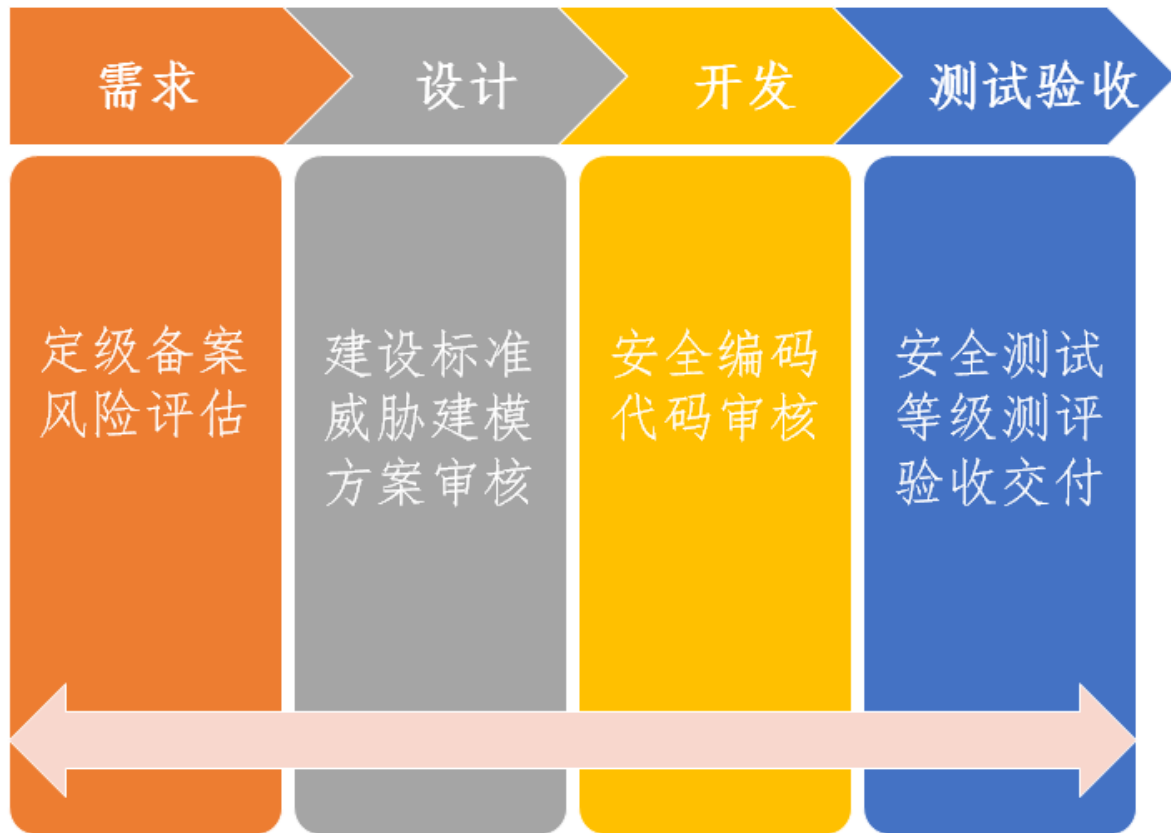 需求
设计
开发
测试验收
定级备案
风险评估
建设标准
威胁建模
方案审核
安全编码
代码审核
安全测试
等级测评
验收交付